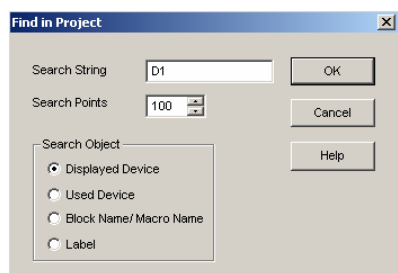 Find in Project
Search String D1 OK
Search Points 100 Cancel
Search Object Help
Displayed Device
Used Device
Block Name/ Macro Name
Label